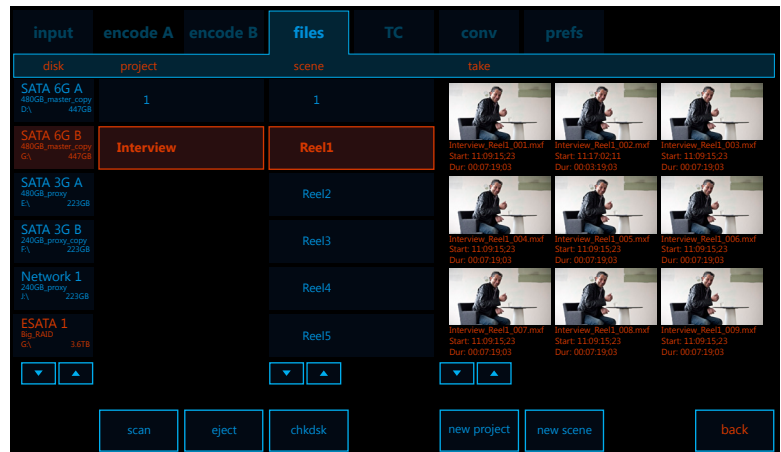 input encode A encode B files TC conv prefs
disk project scene take
SATA 6G A
480GB_master_copy
D:\ 447GB
SATA 6G B
480GB_master_copy
G:\ 447GB
SATA 3G A
480GB_proxy
E:\ 223GB
SATA 3G B
240GB_proxy_copy
F:\ 223GB
Network 1
240GB_proxy
J:\ 223GB
ESATA 1
Big_RAID
G:\ 3.6TB
1
Interview
1
Reel1
Reel2
Reel3
Reel4
Reel5
Interview_Reel1_001.mxf
Start: 11:09:15;23
Dur: 00:07:19;03
Interview_Reel1_002.mxf
Start: 11:17:02;11
Dur: 00:03:19;03
Interview_Reel1_003.mxf
Start: 11:09:15;23
Dur: 00:07:19;03
Interview_Reel1_004.mxf
Start: 11:09:15;23
Dur: 00:07:19;03
Interview_Reel1_005.mxf
Start: 11:09:15;23
Dur: 00:07:19;03
Interview_Reel1_006.mxf
Start: 11:09:15;23
Dur: 00:07:19;03
Interview_Reel1_007.mxf
Start: 11:09:15;23
Dur: 00:07:19;03
Interview_Reel1_008.mxf
Start: 11:09:15;23
Dur: 00:07:19;03
Interview_Reel1_009.mxf
Start: 11:09:15;23
Dur: 00:07:19;03
scan eject chkdsk new project new scene back